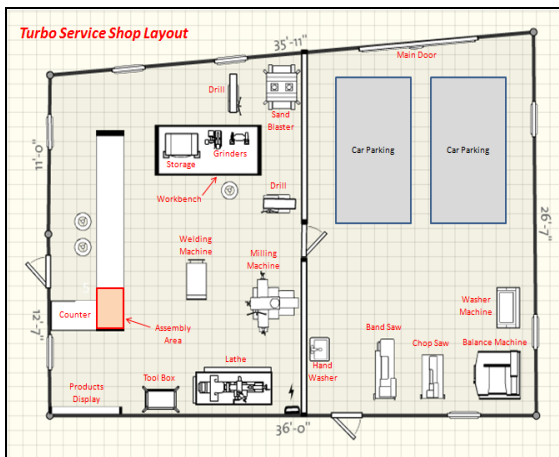 Turbo Service Shop Layout
35'-11"
Main Door
Drill
Sand
Blaster
Car Parking
Car Parking
Storage
Grinders
Workbench
Drill
11'-0"
26'-7"
Welding
Machine
Milling
Machine
Counter
Assembly
Area
12'-7"
Washer
Machine
Band Saw
Chop Saw
Balance Machine
Hand
Washer
Lathe
Tool Box
Products
Display
36'-0"